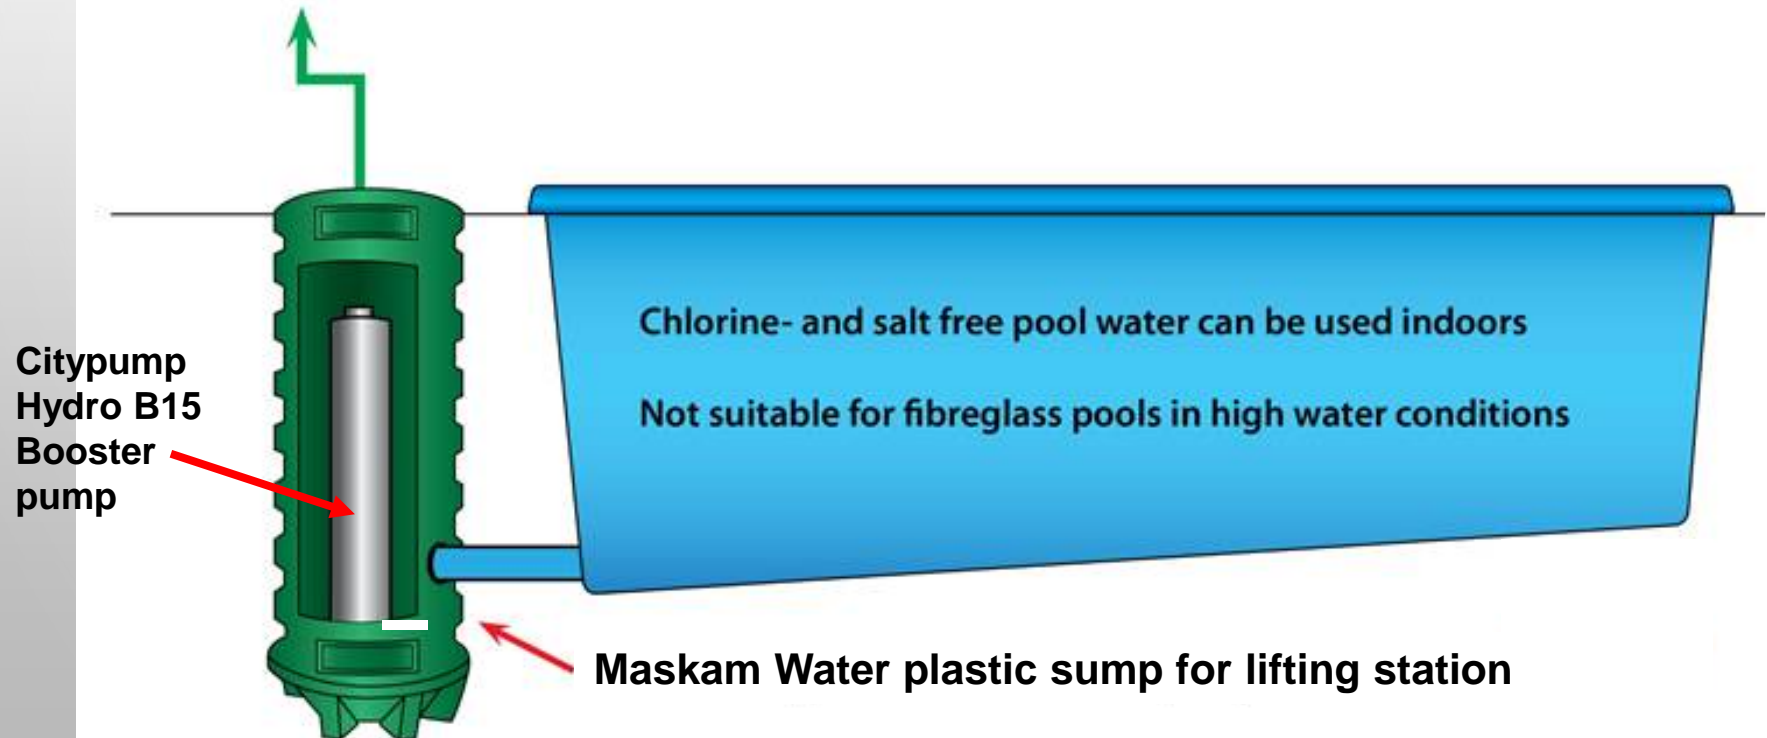 Chlorine- and salt free pool water can be used indoors
Not suitable for fibreglass pools in high water conditions
Citypump
Hydro B15
Booster
pump
Maskam Water plastic sump for lifting station